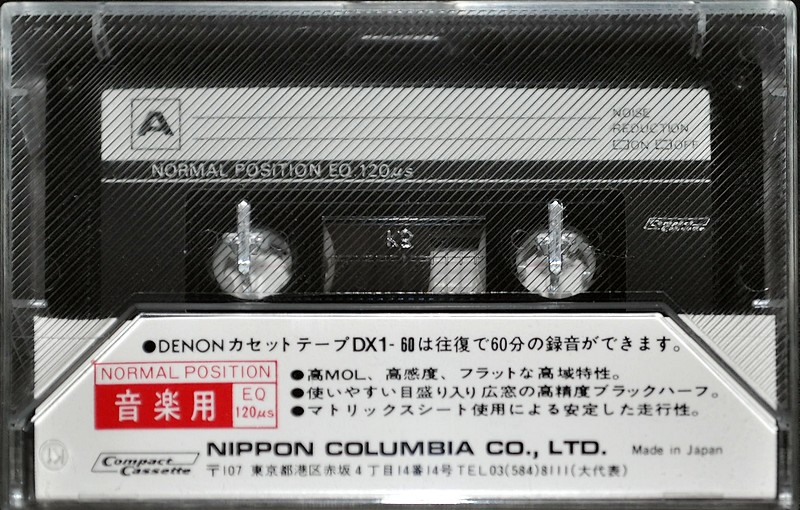 A
NOISE
REDUCTION
□ON □OFF
NORMAL POSITION EQ 120μs
Compact
Cassette
K3
●DENONカセットテープDX1-60は往復で60分の録音ができます。
NORMAL POSITION
音楽用
EQ
120μs
●高MOL、高感度、フラットな高域特性。
●使いやすい目盛り入り広窓の高精度ブラックハーフ。
●マトリックスシート使用による安定した走行性。
Compact
Cassette
NIPPON COLUMBIA CO., LTD.
Made in Japan
〒107 東京都港区赤坂4丁目14番14号 TEL03(584)8111(大代表)